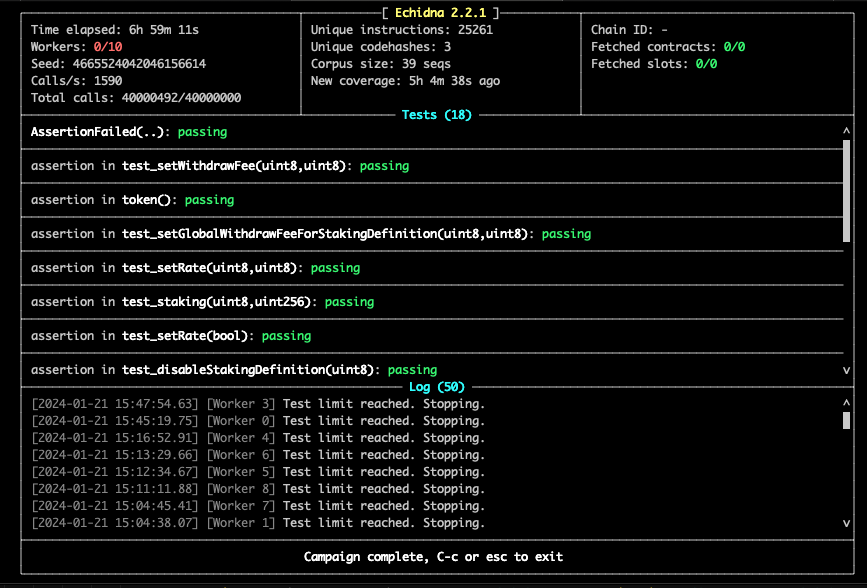 [ Echidna 2.2.1 ]
Time elapsed: 6h 59m 11s
Workers: 0/10
Seed: 4665524042046156614
Calls/s: 1590
Total calls: 40000492/40000000
Unique instructions: 25261
Unique codehashes: 3
Corpus size: 39 seqs
New coverage: 5h 4m 38s ago
Chain ID: -
Fetched contracts: 0/0
Fetched slots: 0/0
Tests (18)
AssertionFailed(..): passing
assertion in test_setWithdrawFee(uint8,uint8): passing
assertion in token(): passing
assertion in test_setGlobalWithdrawFeeForStakingDefinition(uint8,uint8): passing
assertion in test_setRate(uint8,uint8): passing
assertion in test_staking(uint8,uint256): passing
assertion in test_setRate(bool): passing
assertion in test_disableStakingDefinition(uint8): passing
Log (50)
[2024-01-21 15:47:54.63] [Worker 3] Test limit reached. Stopping.
[2024-01-21 15:45:19.75] [Worker 0] Test limit reached. Stopping.
[2024-01-21 15:16:52.91] [Worker 4] Test limit reached. Stopping.
[2024-01-21 15:13:29.66] [Worker 6] Test limit reached. Stopping.
[2024-01-21 15:12:34.67] [Worker 5] Test limit reached. Stopping.
[2024-01-21 15:11:11.88] [Worker 8] Test limit reached. Stopping.
[2024-01-21 15:04:45.41] [Worker 7] Test limit reached. Stopping.
[2024-01-21 15:04:38.07] [Worker 1] Test limit reached. Stopping.
Campaign complete, C-c or esc to exit